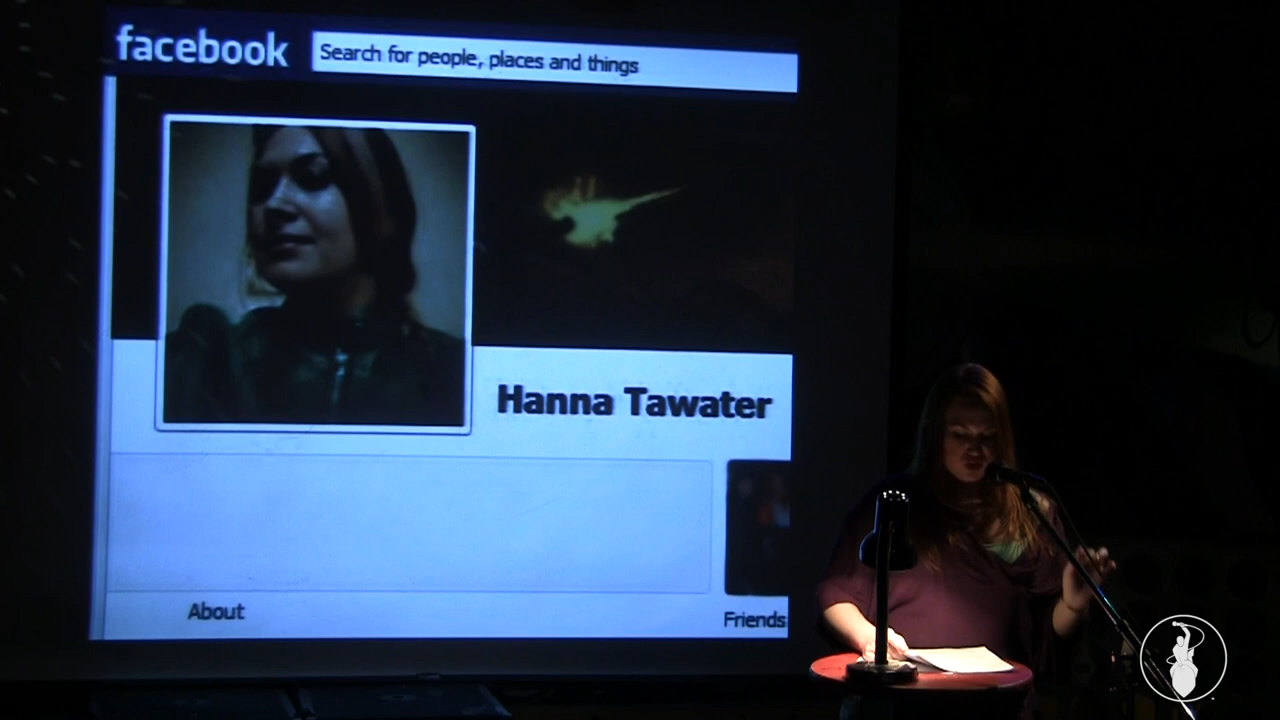 facebook
Search for people, places and things
Hanna Tawater
About
Friends